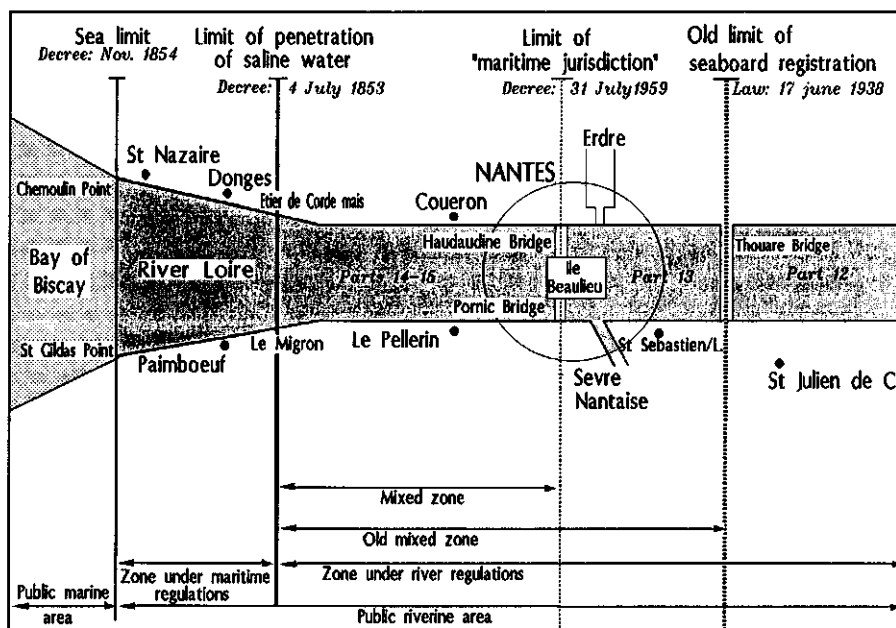 Sea limit
Decree: Nov. 1854
Limit of penetration
of saline water
Decree: 4 July 1853
Limit of
"maritime jurisdiction"
Decree: 31 July 1959
Old limit of
seaboard registration
Law: 17 june 1938
Erdre
St Nazaire
NANTES
Donges
Chemoulin Point
Etier de Corde mais
Coueron
Haudaudine Bridge
Thouare Bridge
Bay of
Biscay
River Loire
Parts 14-15
Ile
Beaulieu
Part 13
Part 12
Pornic Bridge
St Gildas Point
Paimboeuf
Le Migron
Le Pellerin
St Sebastien/L.
Sevre
Nantaise
St Julien de C
Mixed zone
Old mixed zone
Zone under maritime
regulations
Zone under river regulations
Public marine
area
Public riverine area